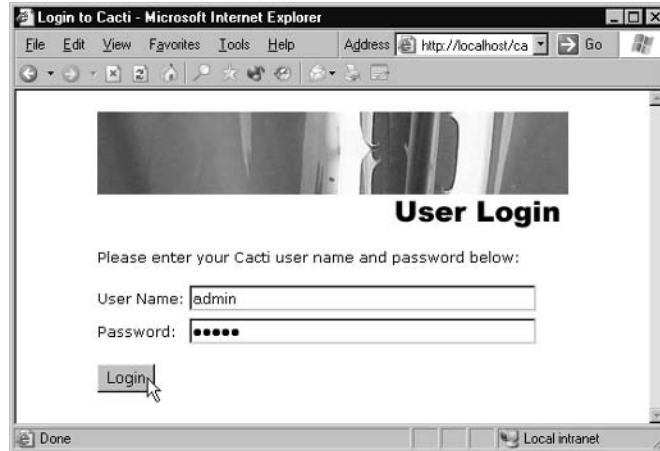 Login to Cacti - Microsoft Internet Explorer
File Edit View Favorites Tools Help Address http://localhost/ca Go
User Login
Please enter your Cacti user name and password below:
User Name: admin
Password: •••••
Login
Done Local intranet